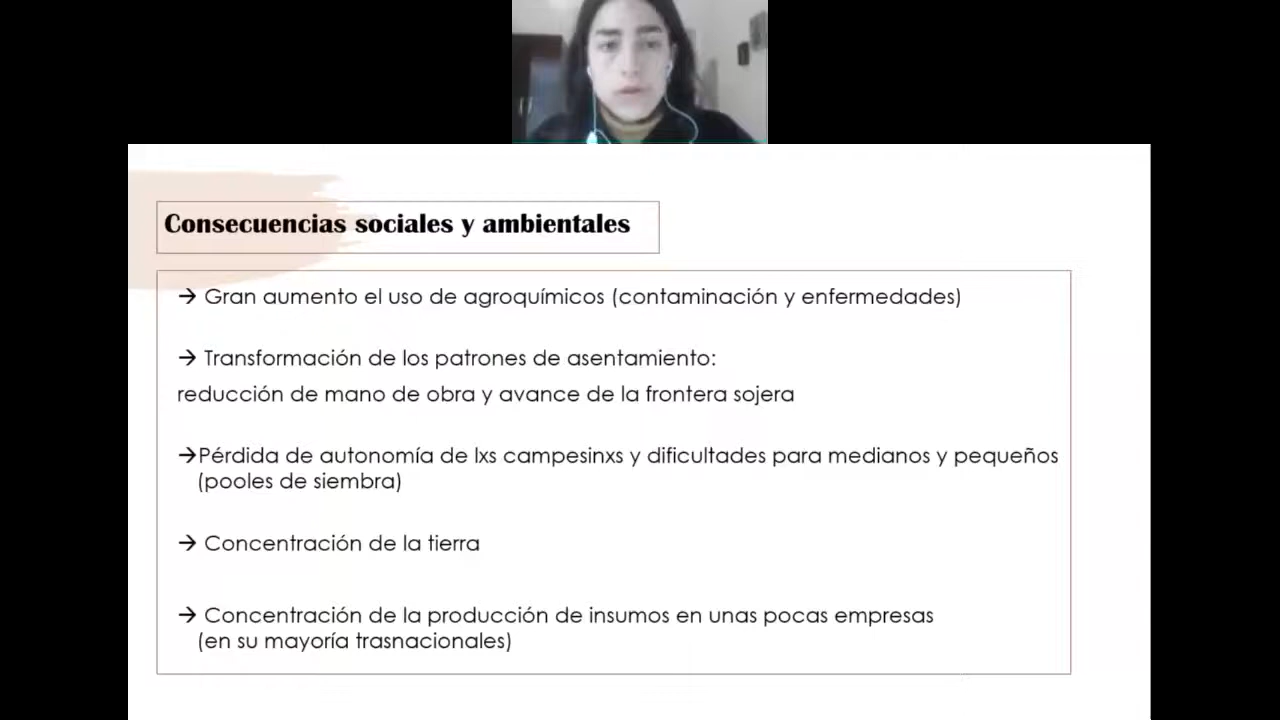 Consecuencias sociales y ambientales
→ Gran aumento el uso de agroquímicos (contaminación y enfermedades)
→ Transformación de los patrones de asentamiento:
reducción de mano de obra y avance de la frontera sojera
→Pérdida de autonomía de lxs campesinxs y dificultades para medianos y pequeños
(pooles de siembra)
→ Concentración de la tierra
→ Concentración de la producción de insumos en unas pocas empresas
(en su mayoría trasnacionales)